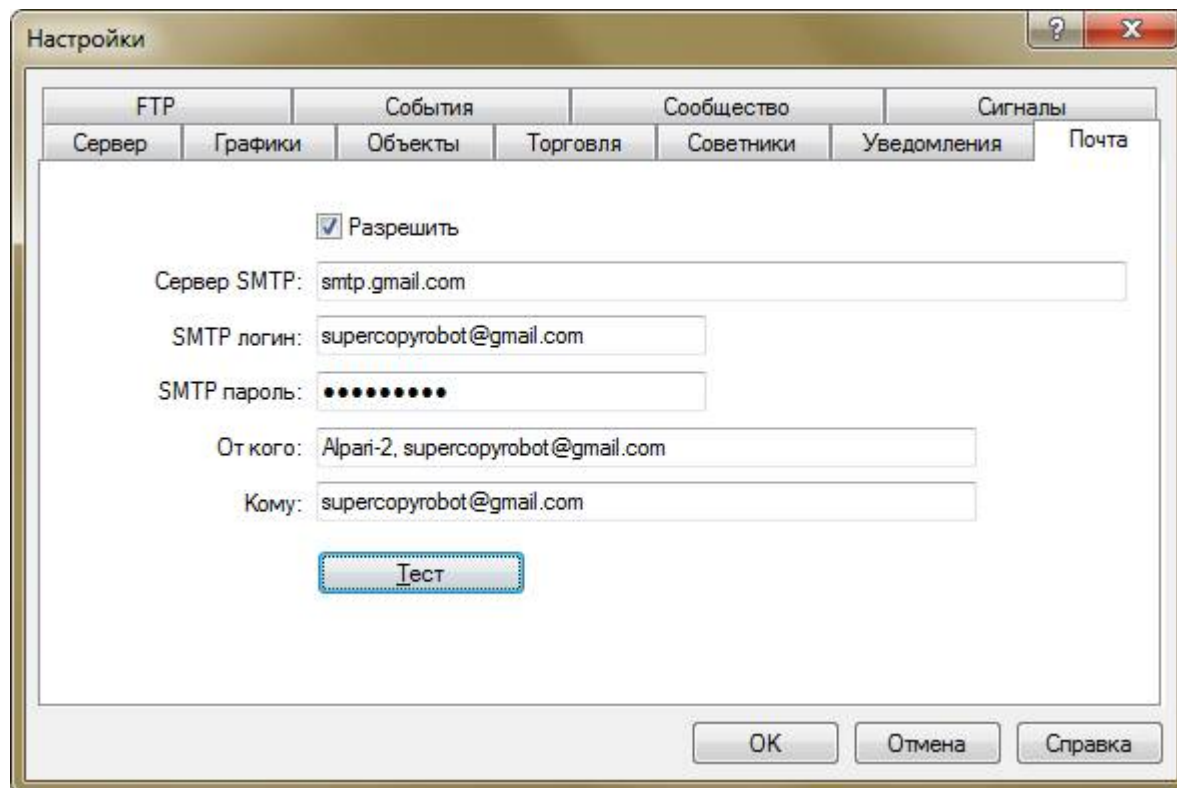 Настройки
FTP События Сообщество Сигналы
Сервер Графики Объекты Торговля Советники Уведомления Почта
Разрешить
Сервер SMTP: smtp.gmail.com
SMTP логин: supercopyrobot@gmail.com
SMTP пароль: •••••••••
От кого: Alpari-2, supercopyrobot@gmail.com
Кому: supercopyrobot@gmail.com
Тест
OK Отмена Справка